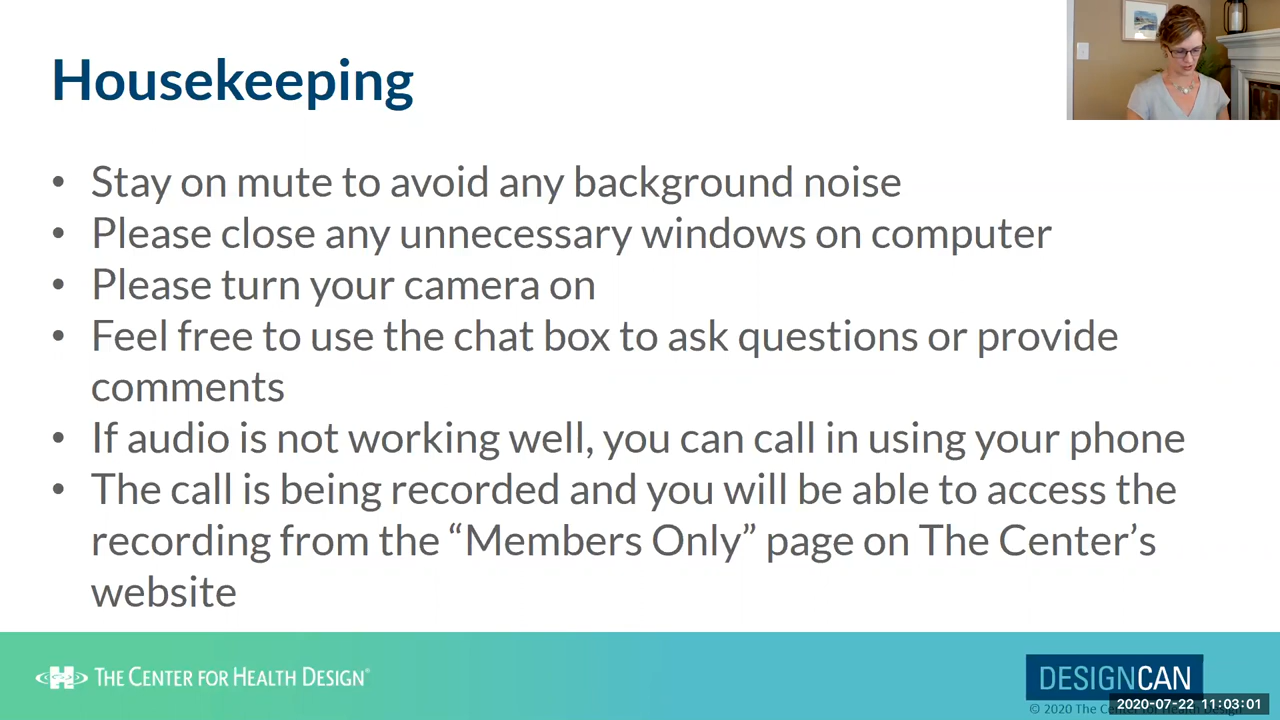 Housekeeping
• Stay on mute to avoid any background noise
• Please close any unnecessary windows on computer
• Please turn your camera on
• Feel free to use the chat box to ask questions or provide
comments
• If audio is not working well, you can call in using your phone
• The call is being recorded and you will be able to access the
recording from the “Members Only” page on The Center’s
website
THE CENTER FOR HEALTH DESIGN®
DESIGNCAN
© 2020 The
2020-07-22 11:03:01